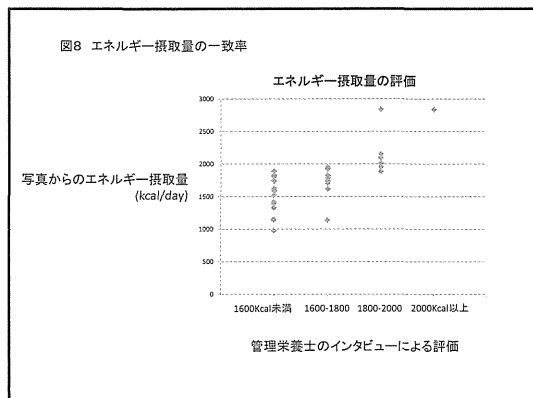 図8 エネルギー摂取量の一致率
エネルギー摂取量の評価
3000
2500
2000
1500
1000
500
0
写真からのエネルギー摂取量
(kcal/day)
1600Kcal未満 1600-1800 1800-2000 2000Kcal以上
管理栄養士のインタビューによる評価